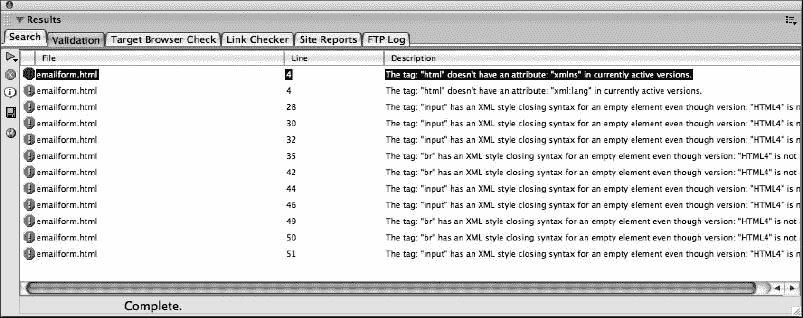 Results
Search Validation Target Browser Check Link Checker Site Reports FTP Log
File Line Description
emailform.html 4 The tag: "html" doesn't have an attribute: "xmlns" in currently active versions.
emailform.html 4 The tag: "html" doesn't have an attribute: "xml:lang" in currently active versions.
emailform.html 28 The tag: "input" has an XML style closing syntax for an empty element even though version: "HTML4" is n
emailform.html 30 The tag: "input" has an XML style closing syntax for an empty element even though version: "HTML4" is n
emailform.html 32 The tag: "input" has an XML style closing syntax for an empty element even though version: "HTML4" is n
emailform.html 35 The tag: "br" has an XML style closing syntax for an empty element even though version: "HTML4" is not
emailform.html 42 The tag: "br" has an XML style closing syntax for an empty element even though version: "HTML4" is not
emailform.html 44 The tag: "input" has an XML style closing syntax for an empty element even though version: "HTML4" is n
emailform.html 46 The tag: "input" has an XML style closing syntax for an empty element even though version: "HTML4" is n
emailform.html 49 The tag: "br" has an XML style closing syntax for an empty element even though version: "HTML4" is not
emailform.html 50 The tag: "br" has an XML style closing syntax for an empty element even though version: "HTML4" is not
emailform.html 51 The tag: "input" has an XML style closing syntax for an empty element even though version: "HTML4" is n
Complete.